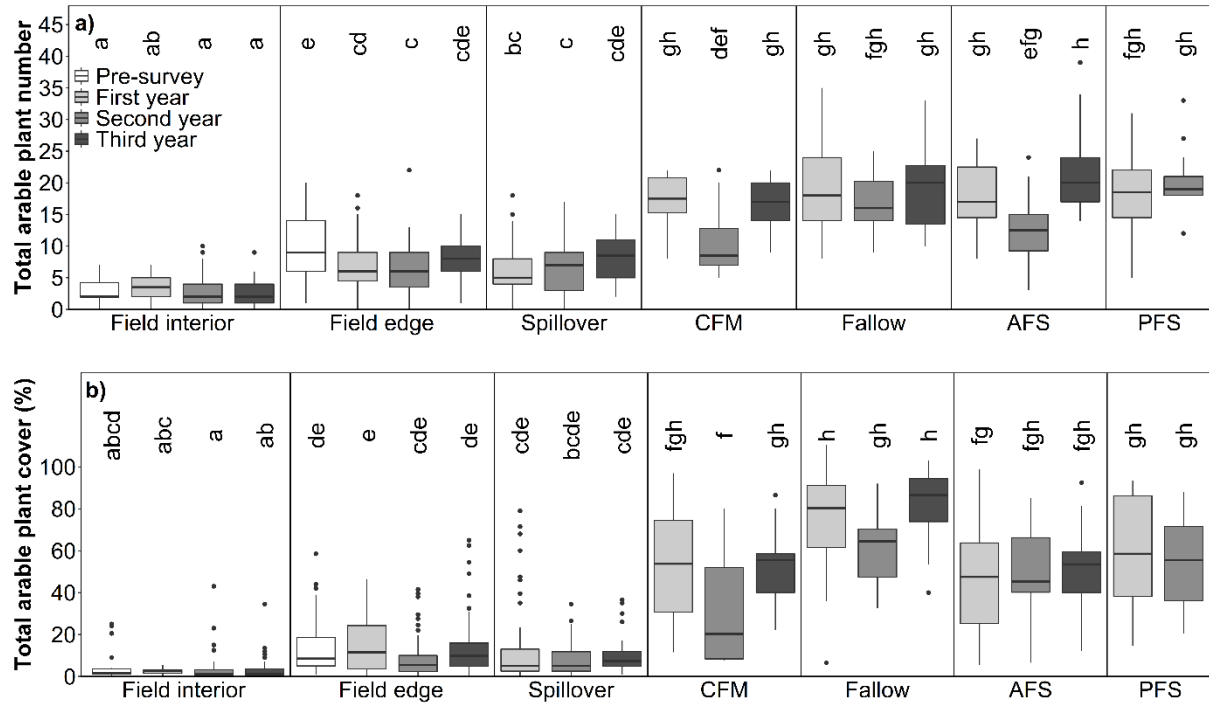 a)
Total arable plant number
45
40
35
30
25
20
15
10
5
0
a ab a a e cd c cde bc c cde gh def gh gh fgh gh gh efg h fgh gh
Pre-survey
First year
Second year
Third year
Field interior Field edge Spillover CFM Fallow AFS PFS
b)
Total arable plant cover (%)
100
80
60
40
20
0
abcd abc a ab de e cde de cde bcde cde fgh f gh h gh h fg fgh fgh gh gh
Field interior Field edge Spillover CFM Fallow AFS PFS